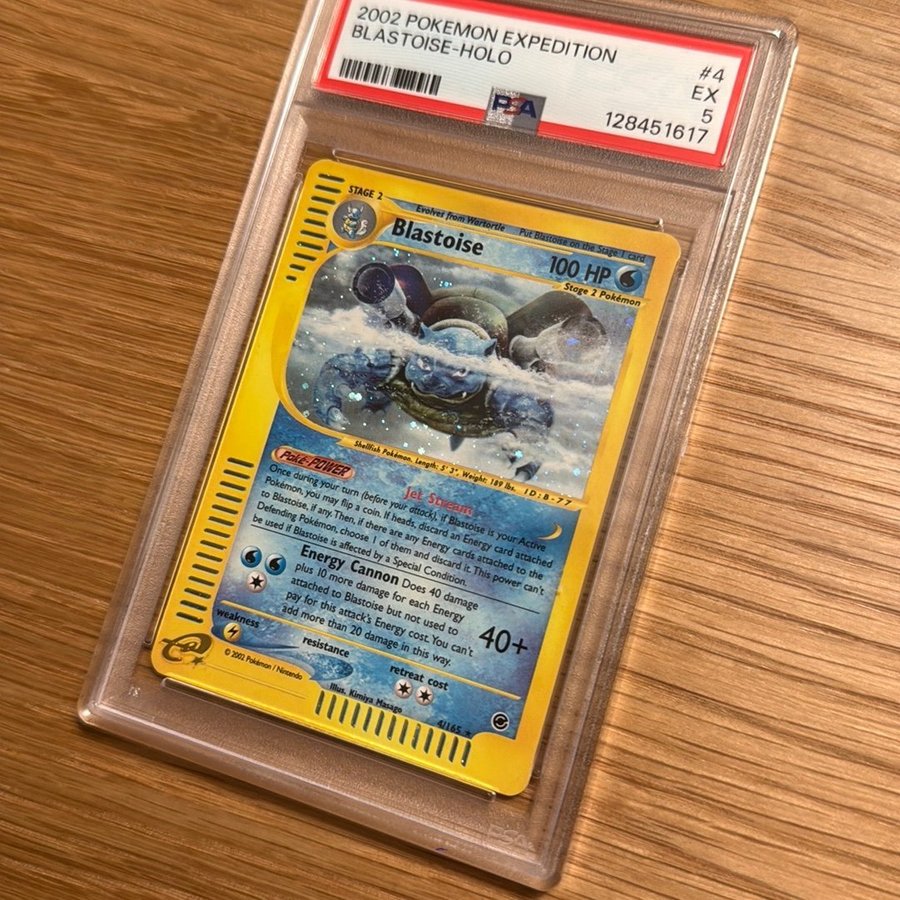 2002 POKEMON EXPEDITION
#4
BLASTOISE-HOLO
EX
5
PSA
128451617
STAGE 2
Evolves from Wartortle
Put Blastoise on the Stage 1 card
Blastoise
100 HP
Stage 2 Pokémon
Shellfish Pokémon. Length: 5' 3" Weight: 189 lbs. ID:B-77
Poké-POWER
Jet Stream
Once during your turn (before your attack), if Blastoise is your Active
Pokémon, you may flip a coin. If heads, discard an Energy card attached
to Blastoise, if any. Then, if there are any Energy cards attached to the
Defending Pokémon, choose 1 of them and discard it. This power can't
be used if Blastoise is affected by a Special Condition.
Energy Cannon Does 40 damage
plus 10 more damage for each Energy
attached to Blastoise but not used to
pay for this attack's Energy cost. You can't
add more than 20 damage in this way.
40+
weakness
resistance
retreat cost
© 2002 Pokémon / Nintendo
Illus. Kimiya Masago
4/165
PSA